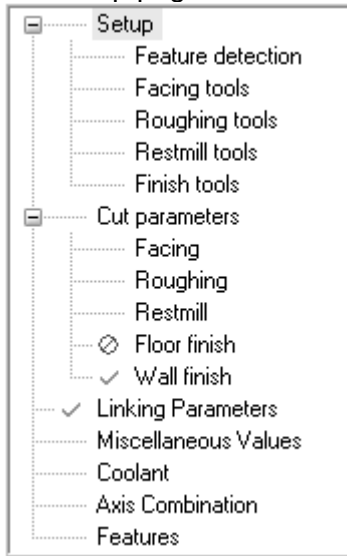 Setup
Feature detection
Facing tools
Roughing tools
Restmill tools
Finish tools
Cut parameters
Facing
Roughing
Restmill
Floor finish
Wall finish
Linking Parameters
Miscellaneous Values
Coolant
Axis Combination
Features